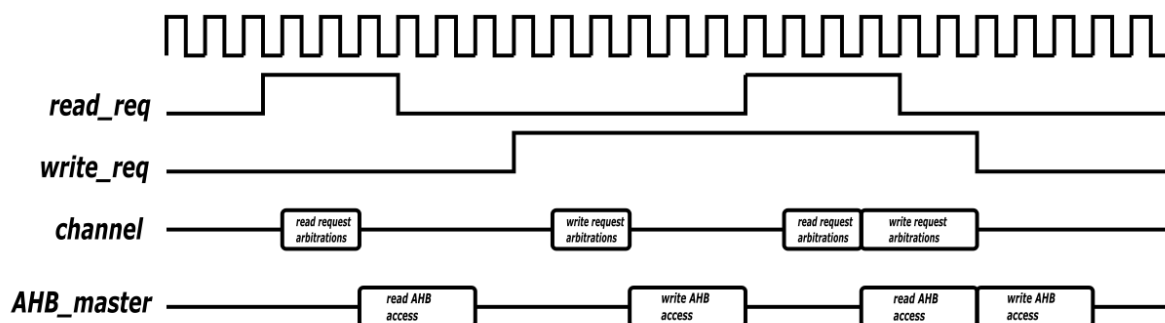 read_req
write_req
channel
read request
arbitrations
write request
arbitrations
read request
arbitrations
write request
arbitrations
AHB_master
read AHB
access
write AHB
access
read AHB
access
write AHB
access